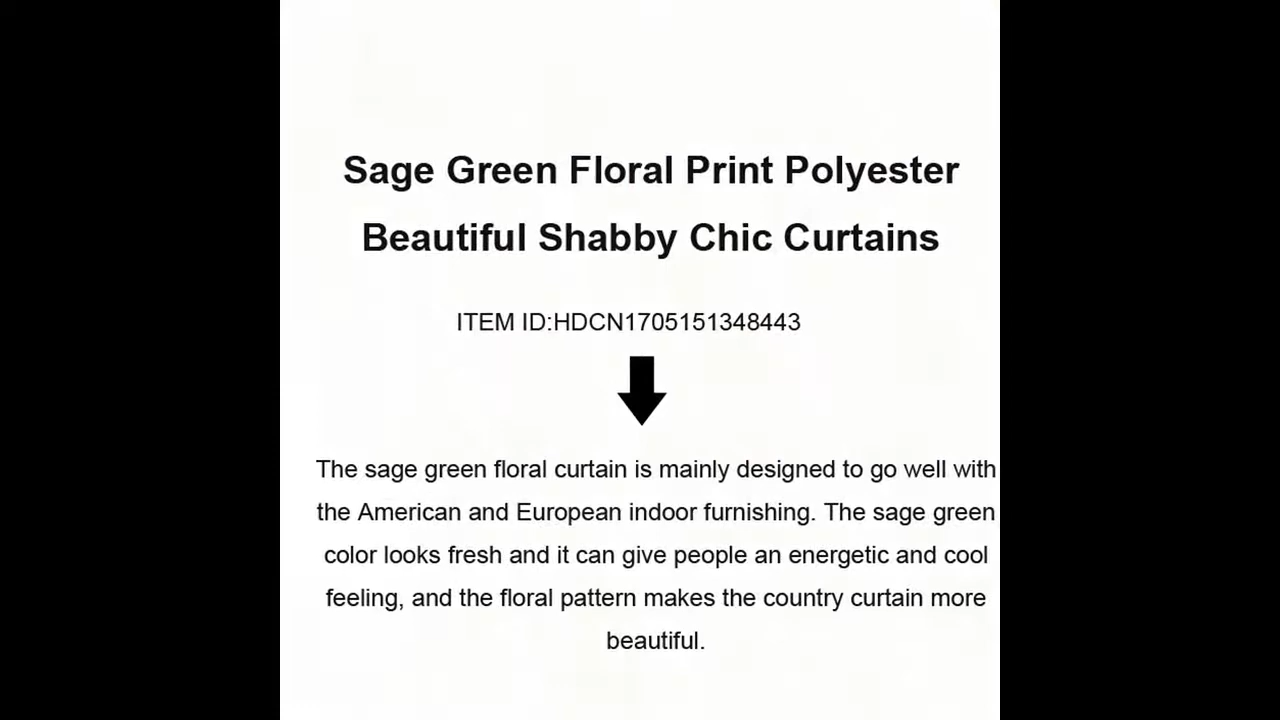 Sage Green Floral Print Polyester
Beautiful Shabby Chic Curtains
ITEM ID:HDCN1705151348443
The sage green floral curtain is mainly designed to go well with
the American and European indoor furnishing. The sage green
color looks fresh and it can give people an energetic and cool
feeling, and the floral pattern makes the country curtain more
beautiful.